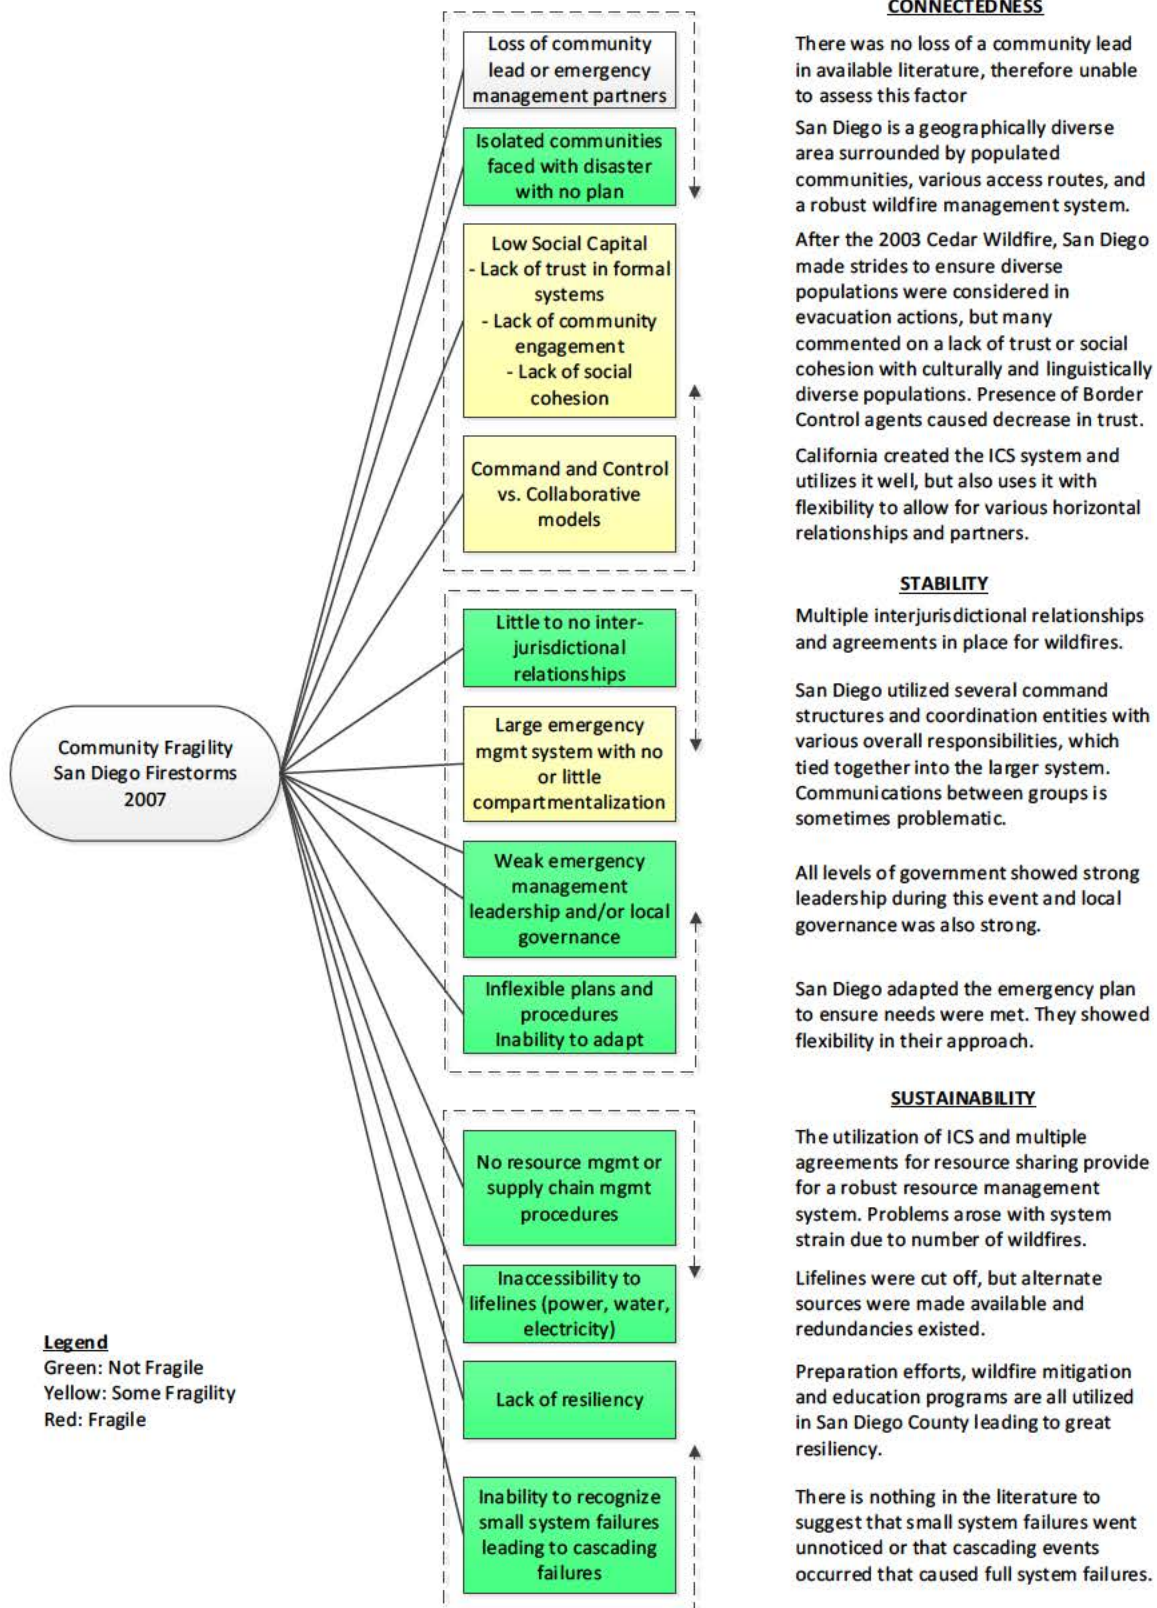 CONNECTEDNESS
Loss of community
lead or emergency
management partners
There was no loss of a community lead
in available literature, therefore unable
to assess this factor
Isolated communities
faced with disaster
with no plan
San Diego is a geographically diverse
area surrounded by populated
communities, various access routes, and
a robust wildfire management system.
Low Social Capital
- Lack of trust in formal
systems
- Lack of community
engagement
- Lack of social
cohesion
After the 2003 Cedar Wildfire, San Diego
made strides to ensure diverse
populations were considered in
evacuation actions, but many
commented on a lack of trust or social
cohesion with culturally and linguistically
diverse populations. Presence of Border
Control agents caused decrease in trust.
Command and Control
vs. Collaborative
models
California created the ICS system and
utilizes it well, but also uses it with
flexibility to allow for various horizontal
relationships and partners.
STABILITY
Little to no inter-
jurisdictional
relationships
Multiple interjurisdictional relationships
and agreements in place for wildfires.
Community Fragility
San Diego Firestorms
2007
Large emergency
mgmt system with no
or little
compartmentalization
San Diego utilized several command
structures and coordination entities with
various overall responsibilities, which
tied together into the larger system.
Communications between groups is
sometimes problematic.
Weak emergency
management
leadership and/or local
governance
All levels of government showed strong
leadership during this event and local
governance was also strong.
Inflexible plans and
procedures
Inability to adapt
San Diego adapted the emergency plan
to ensure needs were met. They showed
flexibility in their approach.
SUSTAINABILITY
No resource mgmt or
supply chain mgmt
procedures
The utilization of ICS and multiple
agreements for resource sharing provide
for a robust resource management
system. Problems arose with system
strain due to number of wildfires.
Inaccessibility to
lifelines (power, water,
electricity)
Lifelines were cut off, but alternate
sources were made available and
redundancies existed.
Legend
Green: Not Fragile
Yellow: Some Fragility
Red: Fragile
Lack of resiliency
Preparation efforts, wildfire mitigation
and education programs are all utilized
in San Diego County leading to great
resiliency.
Inability to recognize
small system failures
leading to cascading
failures
There is nothing in the literature to
suggest that small system failures went
unnoticed or that cascading events
occurred that caused full system failures.